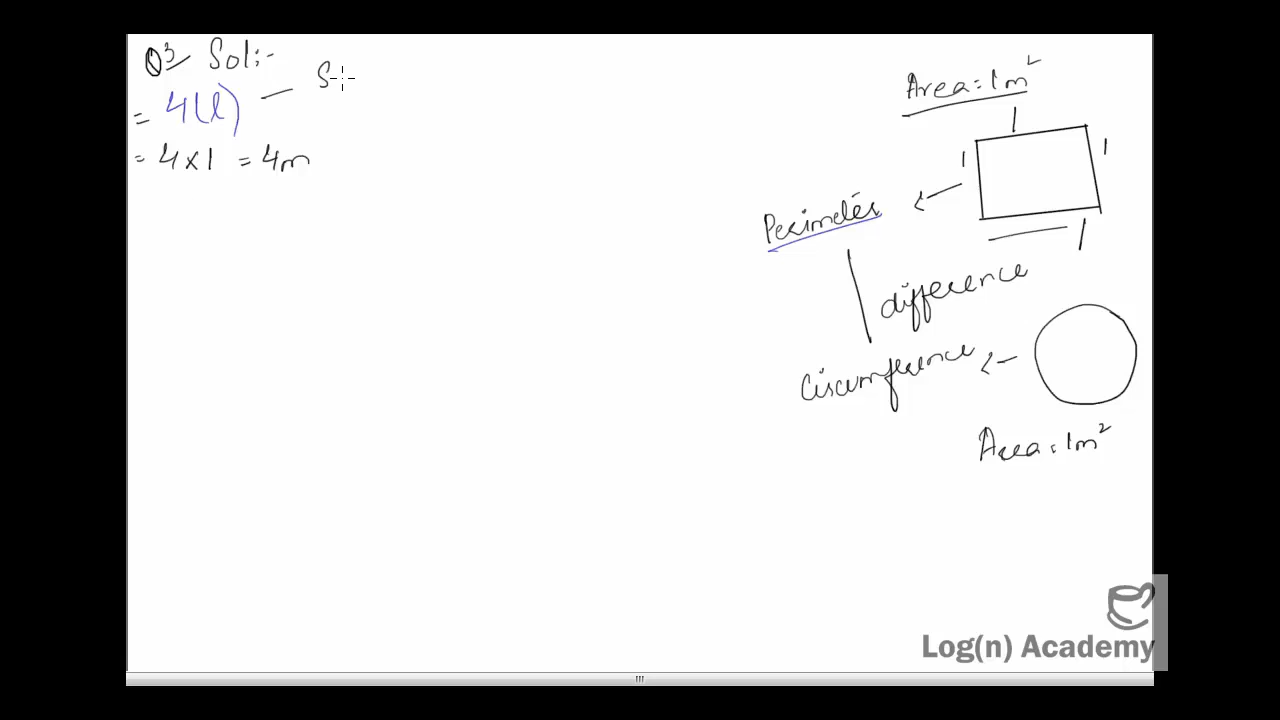 Q3 Sol:-
= 4(l) — S
= 4 x 1 = 4m
Area = 1m²
1
1
1
1
Perimeter
difference
Circumference
Area = 1m²
Log(n) Academy